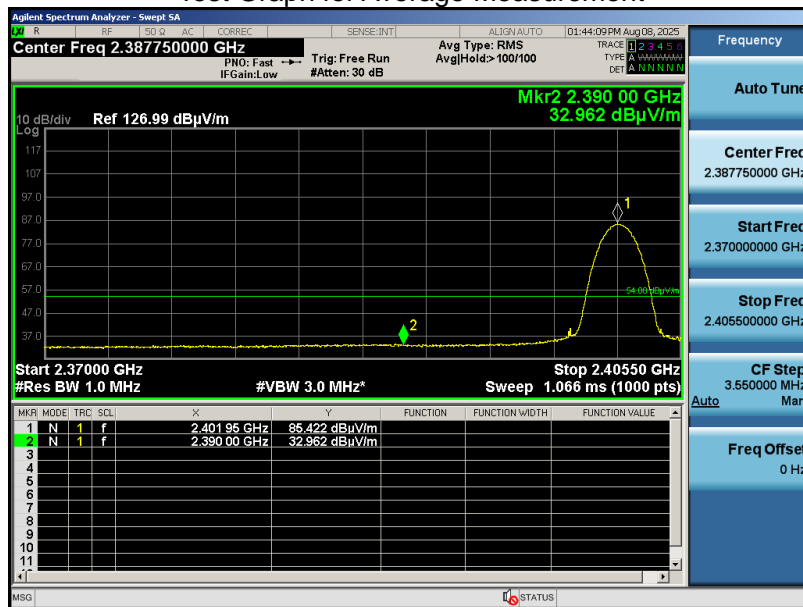 Test Graph for Average Measurement
Agilent Spectrum Analyzer - Swept SA
LXI R RF 50 Ω AC CORREC SENSE:INT ALIGN AUTO 01:44:09 PM Aug 08, 2025
Center Freq 2.387750000 GHz
PNO: Fast
IFGain:Low
Trig: Free Run
#Atten: 30 dB
Avg Type: RMS
Avg|Hold:>100/100
TRACE 1 2 3 4 5 6
TYPE A WWWWW
DET A N N N N N
Mkr2 2.390 00 GHz
32.962 dBµV/m
10 dB/div
Log
Ref 126.99 dBµV/m
117
107
97.0
87.0
77.0
67.0
57.0
47.0
37.0
1
54.00 dBµV/m
2
Start 2.37000 GHz Stop 2.40550 GHz
#Res BW 1.0 MHz #VBW 3.0 MHz* Sweep 1.066 ms (1000 pts)
MKR MODE TRC SCL X Y FUNCTION FUNCTION WIDTH FUNCTION VALUE
1 N 1 f 2.401 95 GHz 85.422 dBµV/m
2 N 1 f 2.390 00 GHz 32.962 dBµV/m
3
4
5
6
7
8
9
10
11
MSG STATUS
Frequency
Auto Tune
Center Freq
2.387750000 GHz
Start Freq
2.370000000 GHz
Stop Freq
2.405500000 GHz
CF Step
3.550000 MHz
Auto Man
Freq Offset
0 Hz